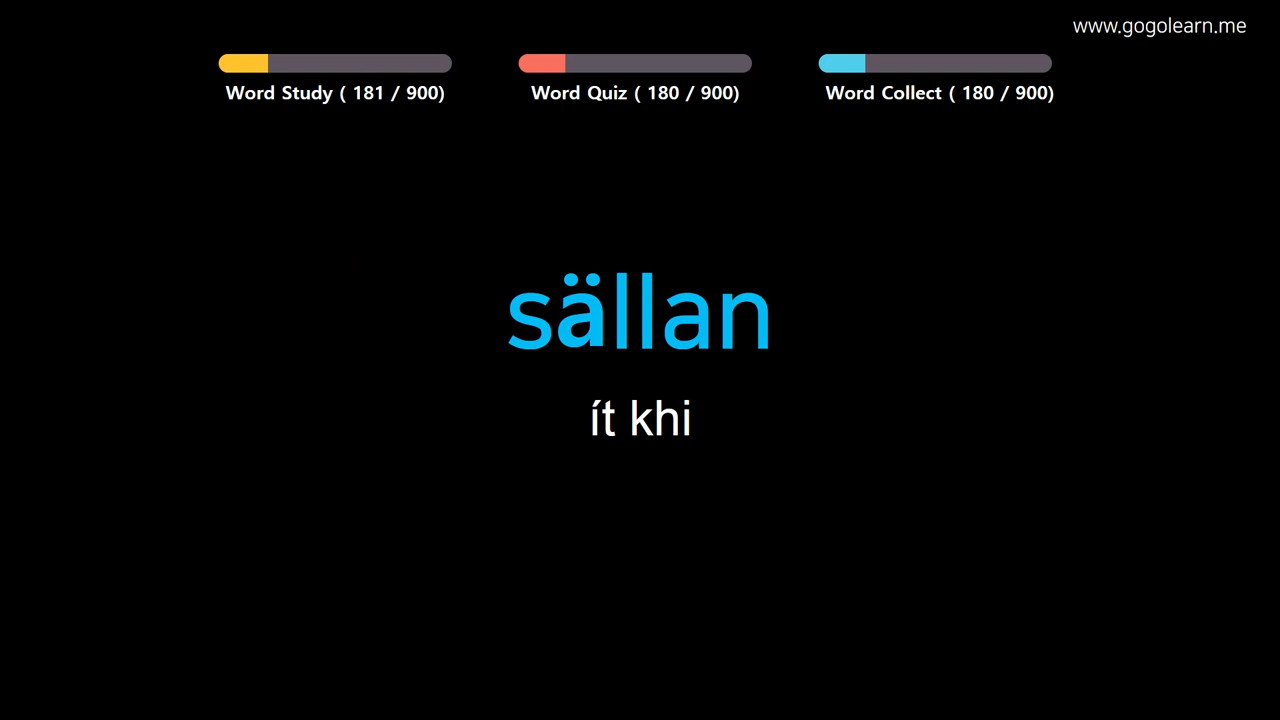 www.gogolearn.me
Word Study ( 181 / 900)
Word Quiz ( 180 / 900)
Word Collect ( 180 / 900)
sällan
ít khi